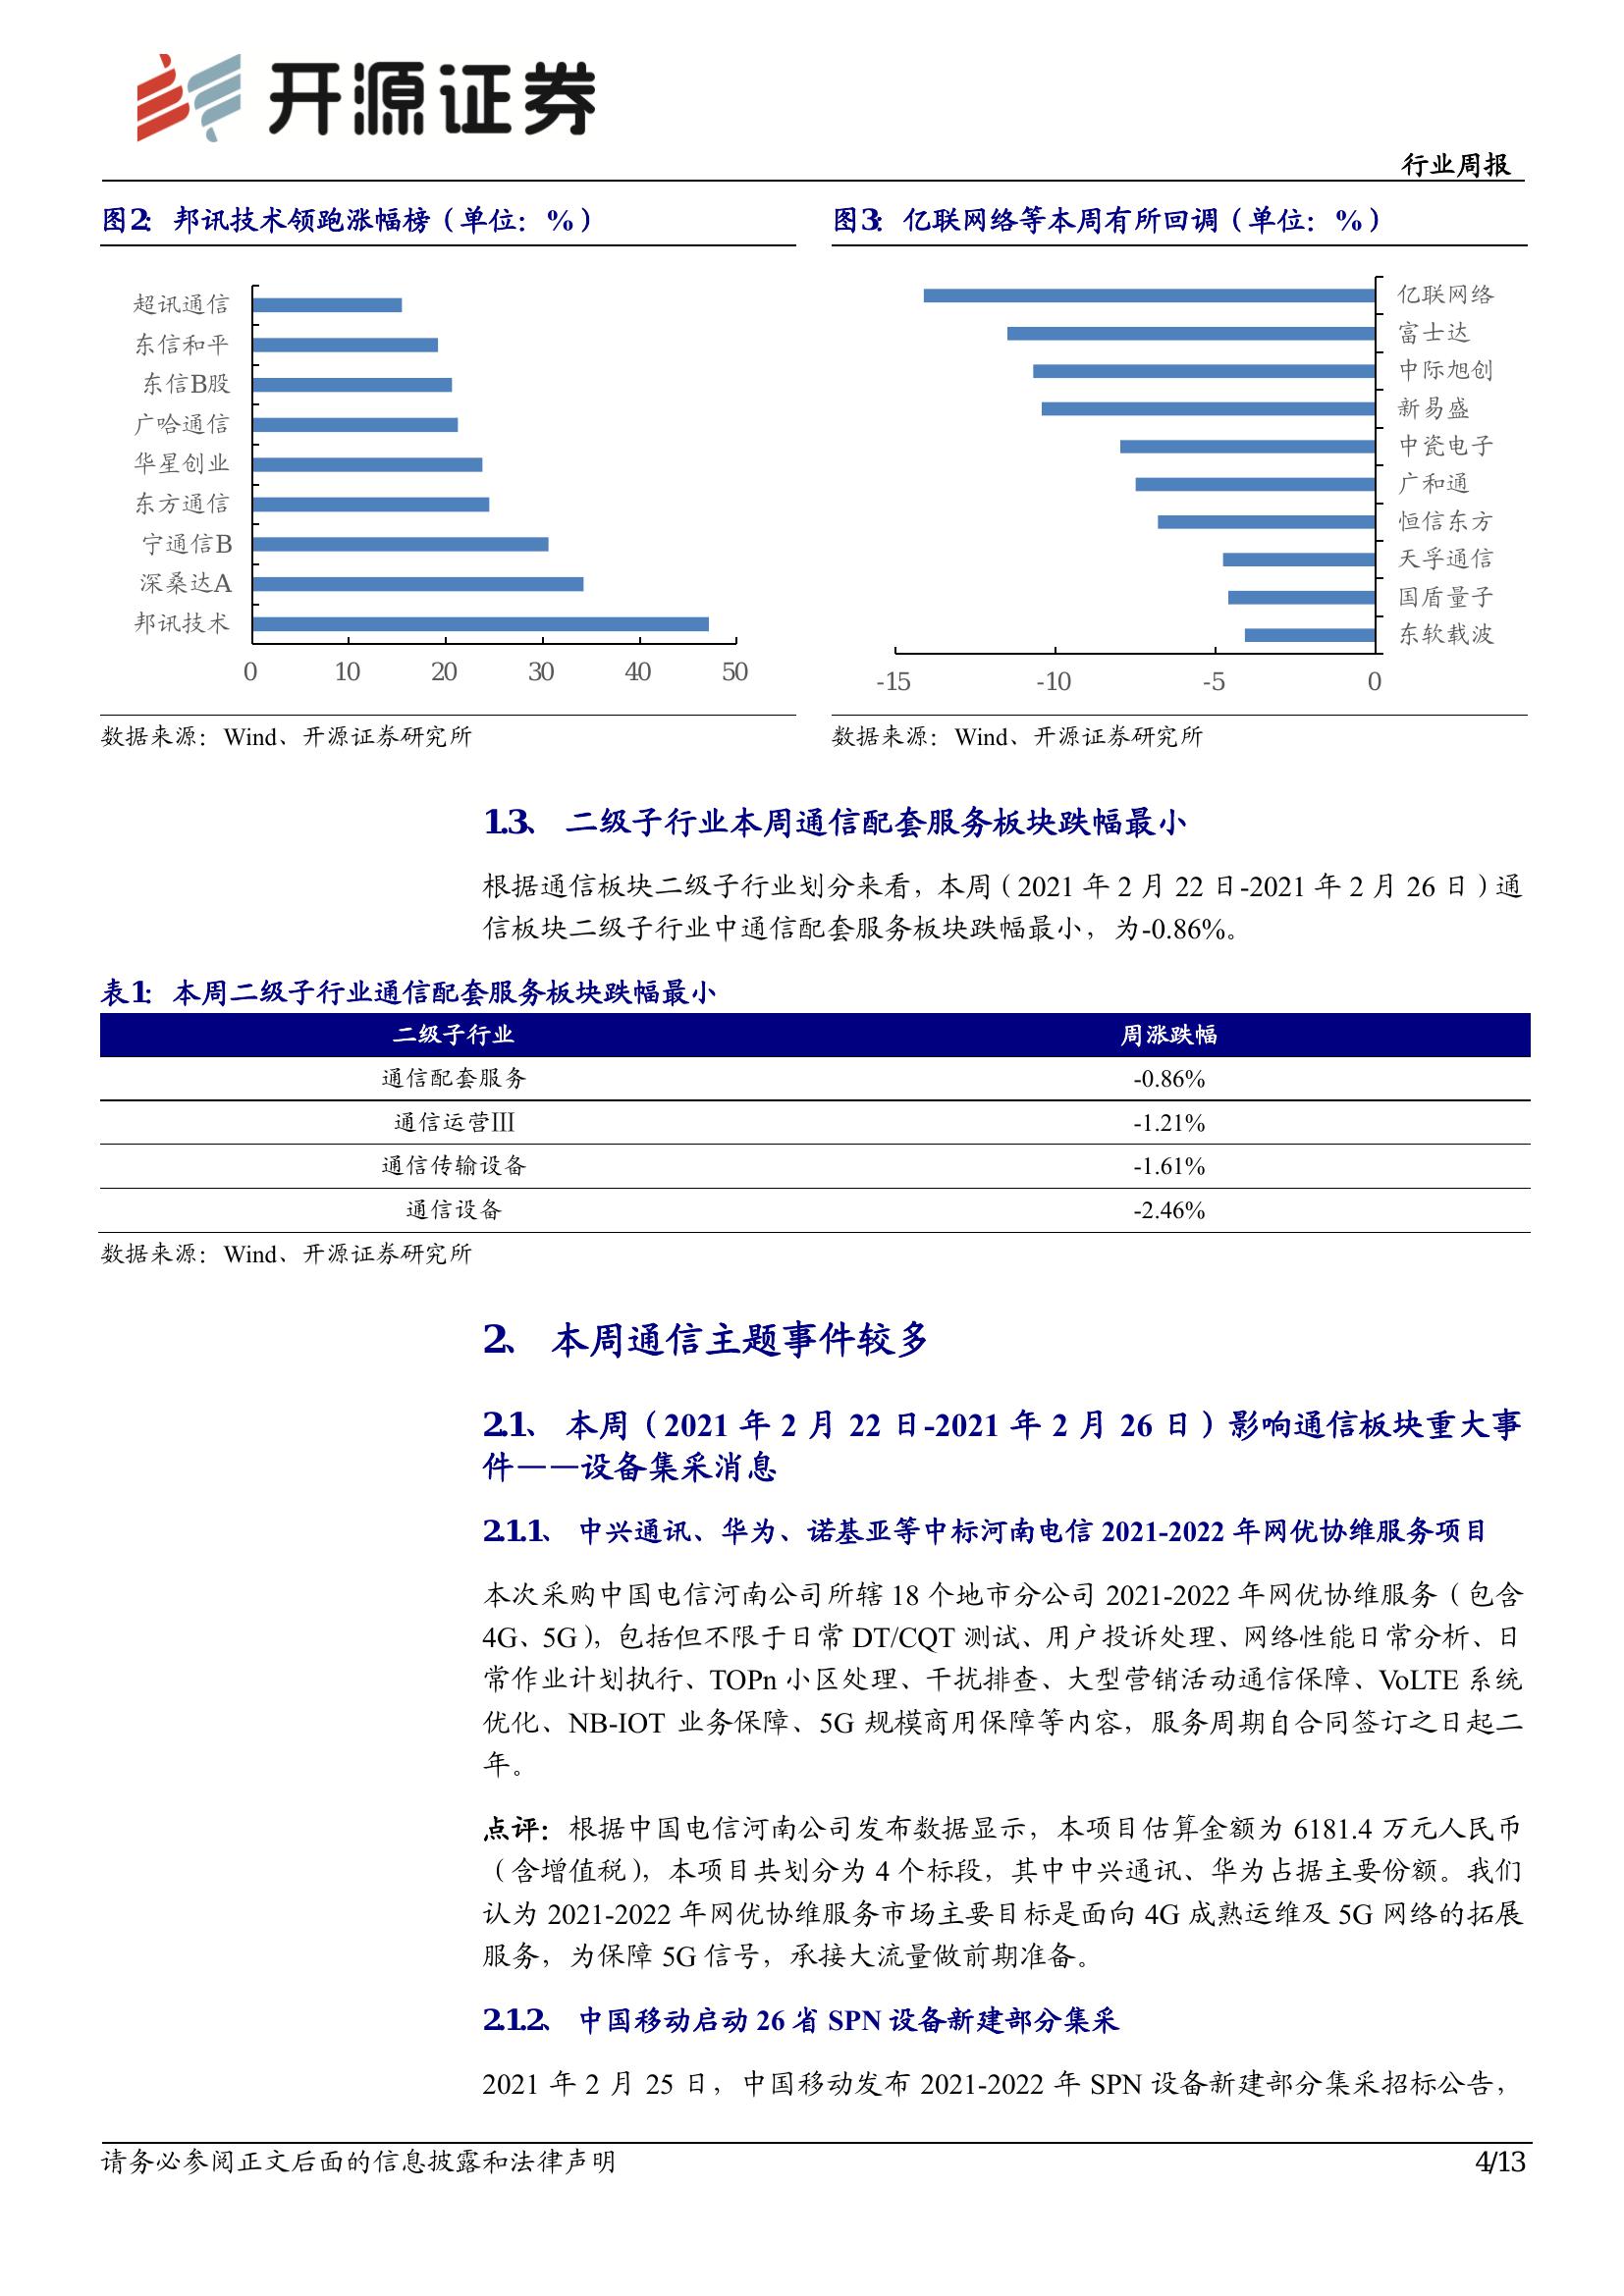 开源证券
行业周报
图2： 邦讯技术领跑涨幅榜（单位：%）
超讯通信
东信和平
东信B股
广哈通信
华星创业
东方通信
宁通信B
深桑达A
邦讯技术
0 10 20 30 40 50
数据来源：Wind、开源证券研究所
图3： 亿联网络等本周有所回调（单位：%）
亿联网络
富士达
中际旭创
新易盛
中瓷电子
广和通
恒信东方
天孚通信
国盾量子
东软载波
-15 -10 -5 0
数据来源：Wind、开源证券研究所
1.3、 二级子行业本周通信配套服务板块跌幅最小
根据通信板块二级子行业划分来看，本周（2021 年 2 月 22 日-2021 年 2 月 26 日）通
信板块二级子行业中通信配套服务板块跌幅最小，为-0.86%。
表1： 本周二级子行业通信配套服务板块跌幅最小
二级子行业 周涨跌幅
通信配套服务 -0.86%
通信运营Ⅲ -1.21%
通信传输设备 -1.61%
通信设备 -2.46%
数据来源：Wind、开源证券研究所
2、 本周通信主题事件较多
2.1、 本周（2021 年 2 月 22 日-2021 年 2 月 26 日）影响通信板块重大事
件——设备集采消息
2.1.1、 中兴通讯、华为、诺基亚等中标河南电信 2021-2022 年网优协维服务项目
本次采购中国电信河南公司所辖 18 个地市分公司 2021-2022 年网优协维服务（包含
4G、5G），包括但不限于日常 DT/CQT 测试、用户投诉处理、网络性能日常分析、日
常作业计划执行、TOPn 小区处理、干扰排查、大型营销活动通信保障、VoLTE 系统
优化、NB-IOT 业务保障、5G 规模商用保障等内容，服务周期自合同签订之日起二
年。
点评：根据中国电信河南公司发布数据显示，本项目估算金额为 6181.4 万元人民币
（含增值税），本项目共划分为 4 个标段，其中中兴通讯、华为占据主要份额。我们
认为 2021-2022 年网优协维服务市场主要目标是面向 4G 成熟运维及 5G 网络的拓展
服务，为保障 5G 信号，承接大流量做前期准备。
2.1.2、 中国移动启动 26 省 SPN 设备新建部分集采
2021 年 2 月 25 日，中国移动发布 2021-2022 年 SPN 设备新建部分集采招标公告，
请务必参阅正文后面的信息披露和法律声明
4/13